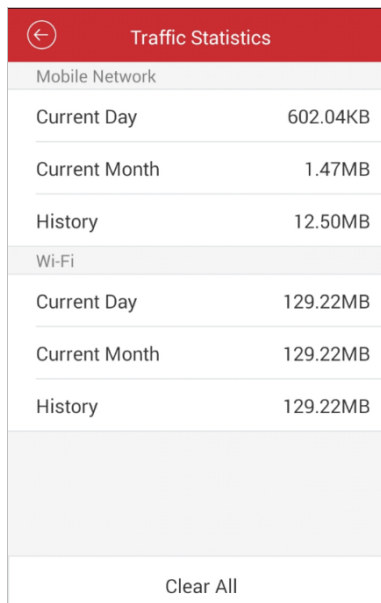 Traffic Statistics
Mobile Network
Current Day 602.04KB
Current Month 1.47MB
History 12.50MB
Wi-Fi
Current Day 129.22MB
Current Month 129.22MB
History 129.22MB
Clear All